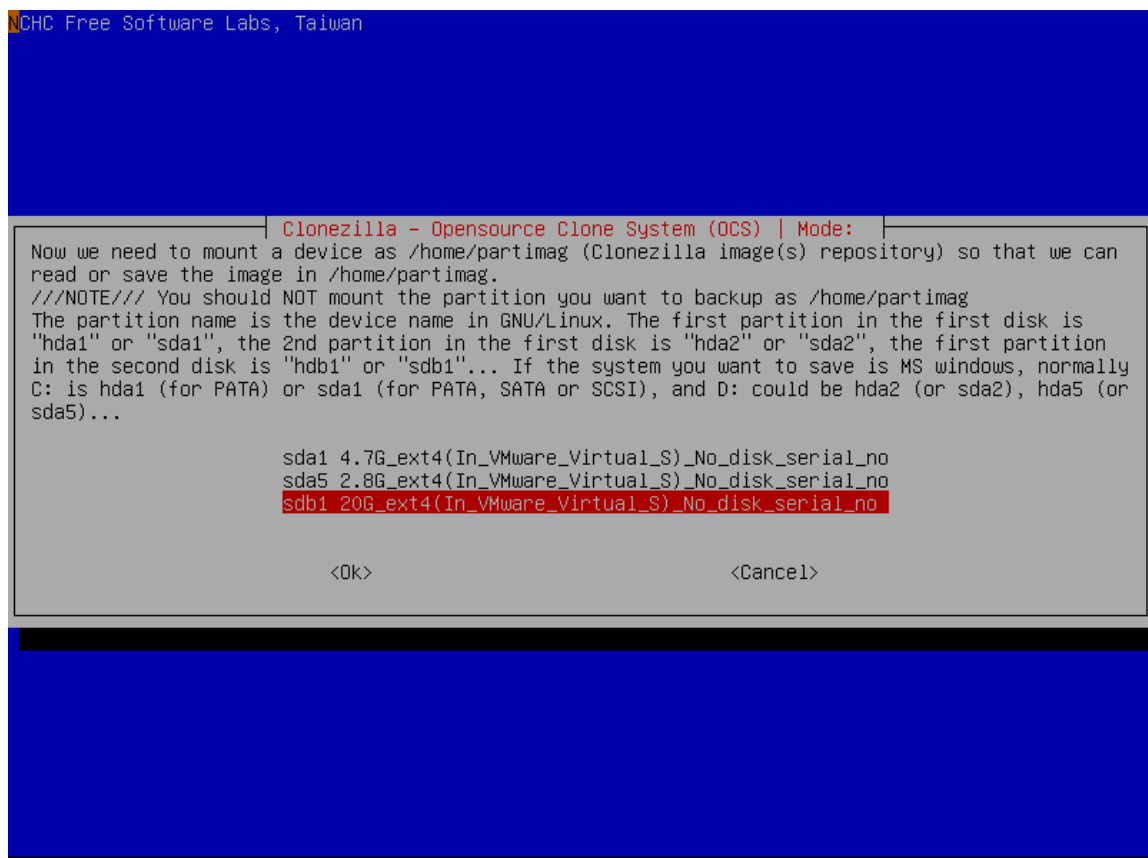 NCHC Free Software Labs, Taiwan
Clonezilla - Opensource Clone System (OCS) | Mode:
Now we need to mount a device as /home/partimag (Clonezilla image(s) repository) so that we can
read or save the image in /home/partimag.
///NOTE/// You should NOT mount the partition you want to backup as /home/partimag
The partition name is the device name in GNU/Linux. The first partition in the first disk is
"hda1" or "sda1", the 2nd partition in the first disk is "hda2" or "sda2", the first partition
in the second disk is "hdb1" or "sdb1"... If the system you want to save is MS windows, normally
C: is hda1 (for PATA) or sda1 (for PATA, SATA or SCSI), and D: could be hda2 (or sda2), hda5 (or
sda5)...
sda1 4.7G_ext4(In_VMware_Virtual_S)_No_disk_serial_no
sda5 2.8G_ext4(In_VMware_Virtual_S)_No_disk_serial_no
sdb1 20G_ext4(In_VMware_Virtual_S)_No_disk_serial_no
<Ok> <Cancel>